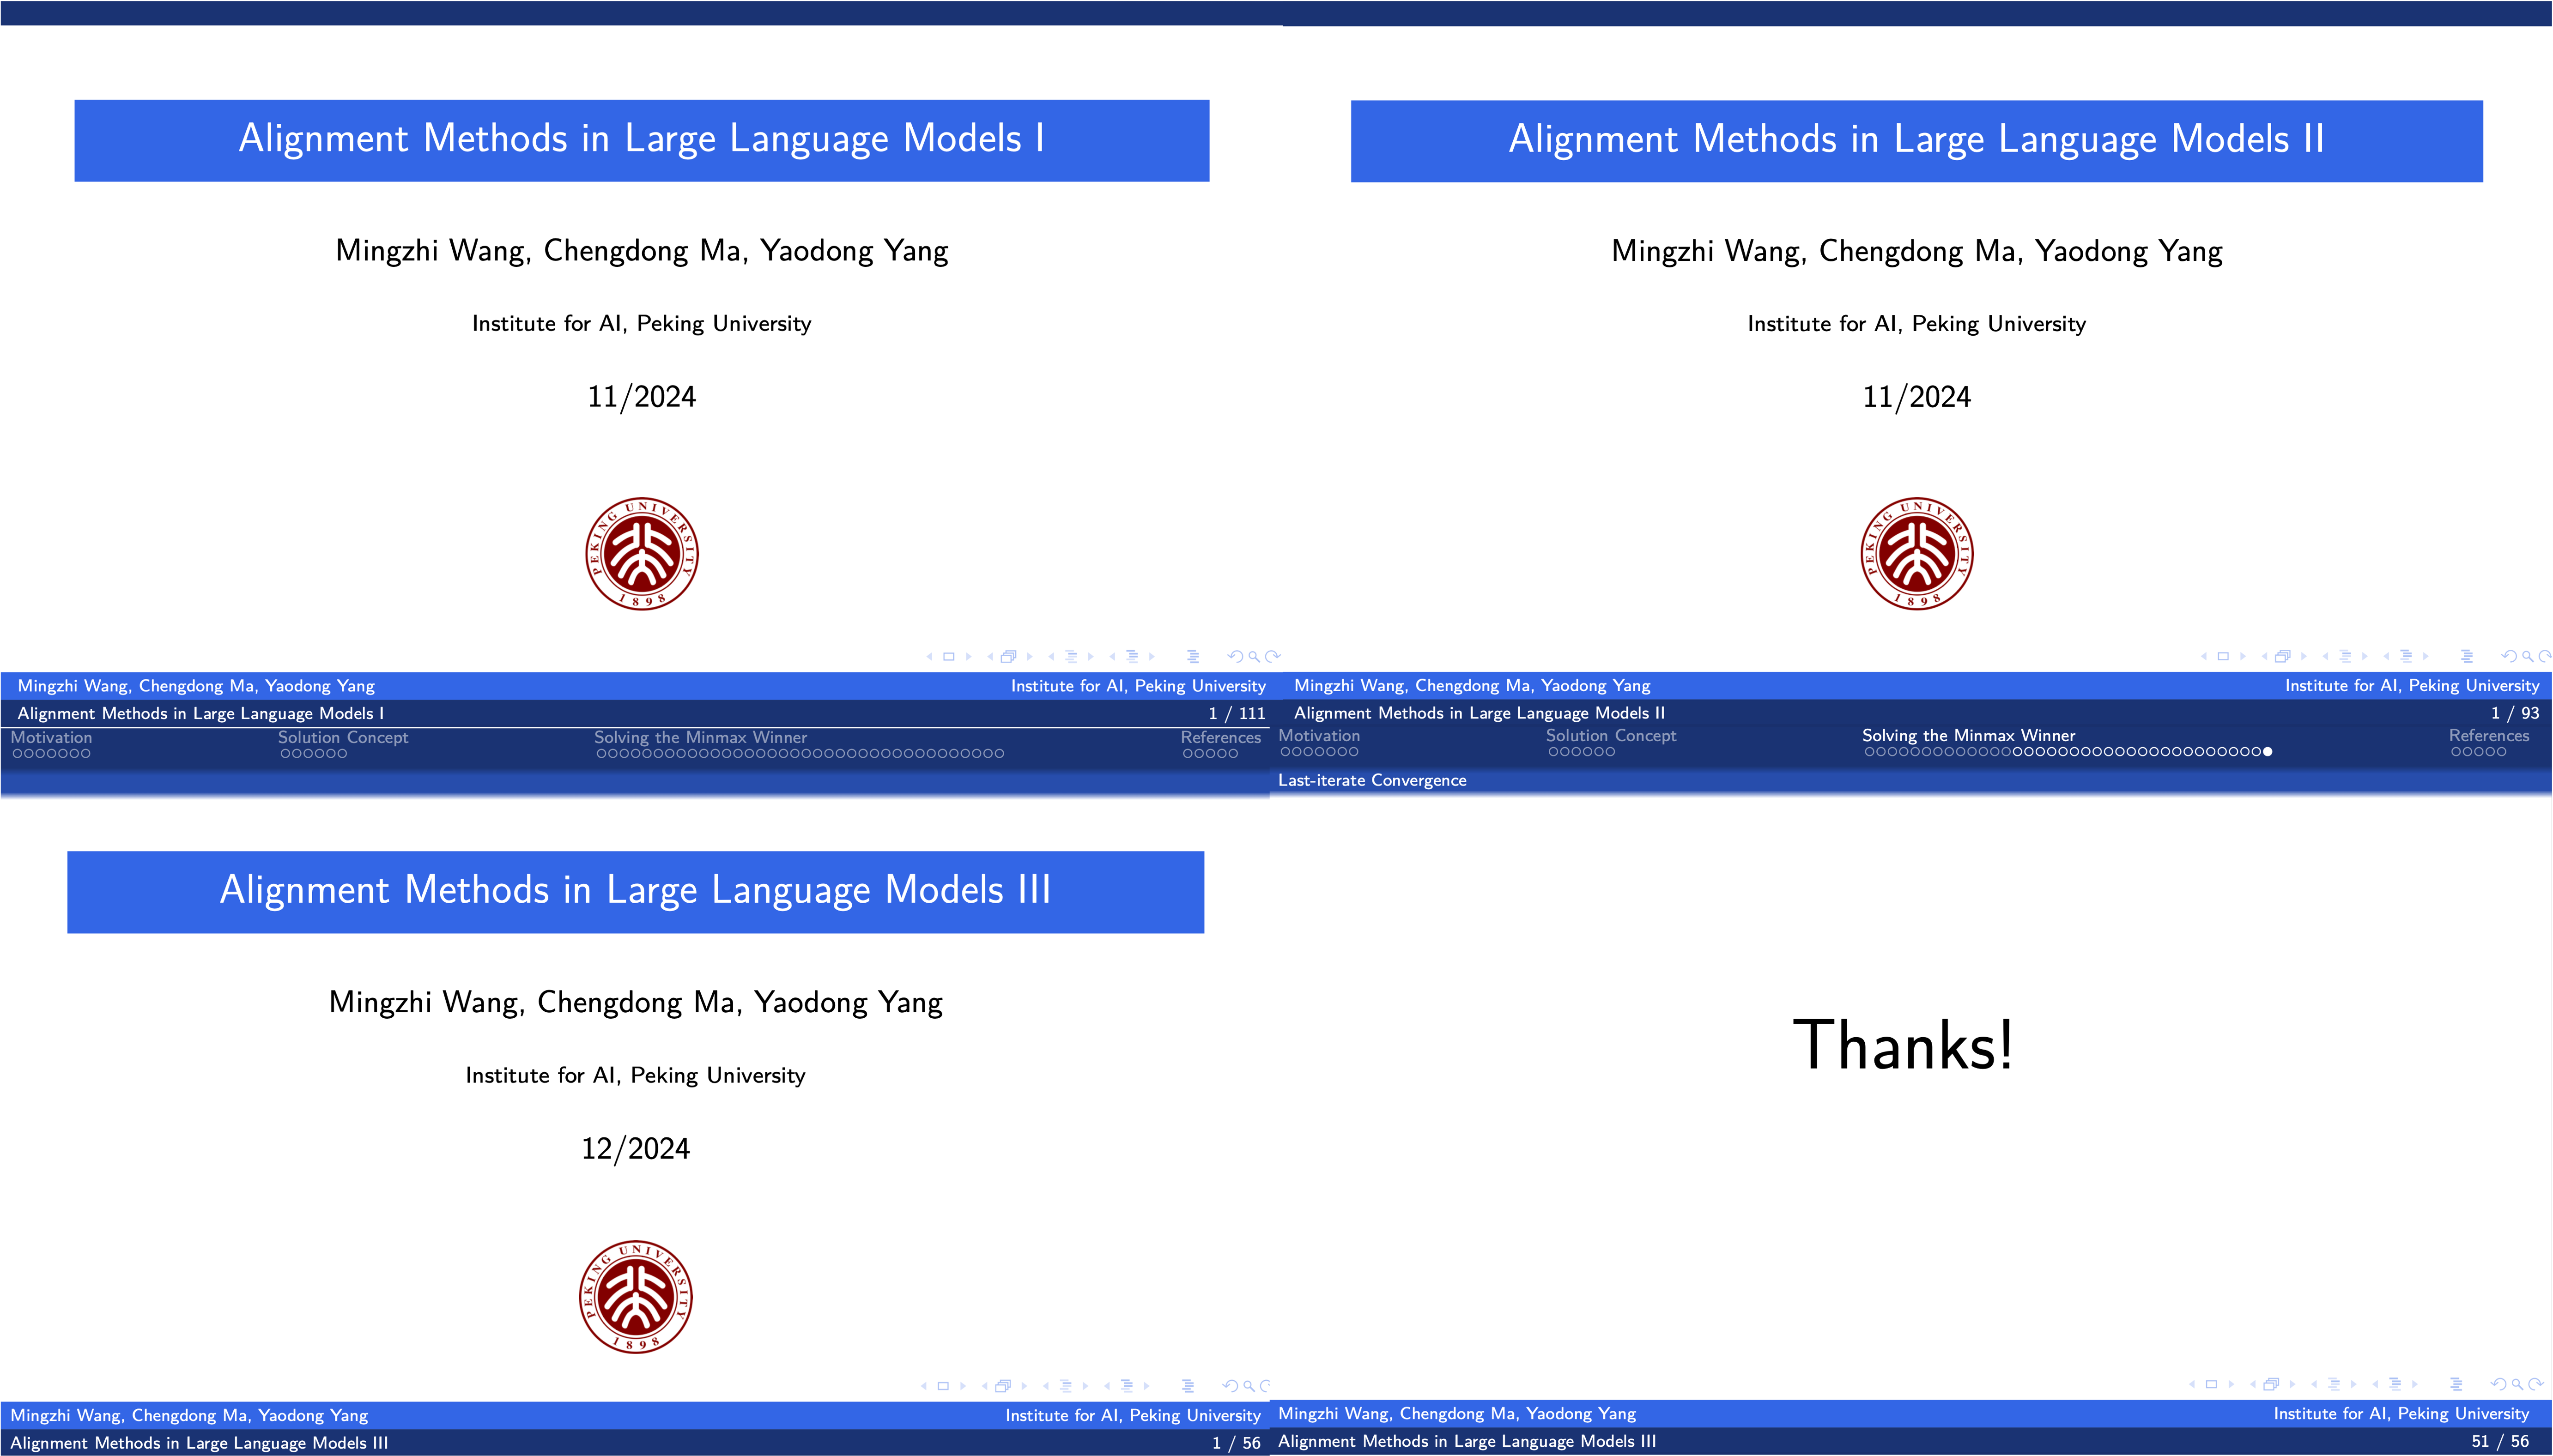 Alignment Methods in Large Language Models I
Mingzhi Wang, Chengdong Ma, Yaodong Yang
Institute for AI, Peking University
11/2024
PEKING UNIVERSITY
1898
Mingzhi Wang, Chengdong Ma, Yaodong Yang
Institute for AI, Peking University
Alignment Methods in Large Language Models I
1 / 111
Alignment Methods in Large Language Models II
Mingzhi Wang, Chengdong Ma, Yaodong Yang
Institute for AI, Peking University
11/2024
PEKING UNIVERSITY
1898
Mingzhi Wang, Chengdong Ma, Yaodong Yang
Institute for AI, Peking University
Alignment Methods in Large Language Models II
1 / 93
Motivation
Solution Concept
Solving the Minmax Winner
References
Alignment Methods in Large Language Models III
Mingzhi Wang, Chengdong Ma, Yaodong Yang
Institute for AI, Peking University
12/2024
PEKING UNIVERSITY
1898
Mingzhi Wang, Chengdong Ma, Yaodong Yang
Institute for AI, Peking University
Alignment Methods in Large Language Models III
1 / 56
Motivation
Solution Concept
Solving the Minmax Winner
References
Last-iterate Convergence
Thanks!
Mingzhi Wang, Chengdong Ma, Yaodong Yang
Institute for AI, Peking University
Alignment Methods in Large Language Models III
51 / 56